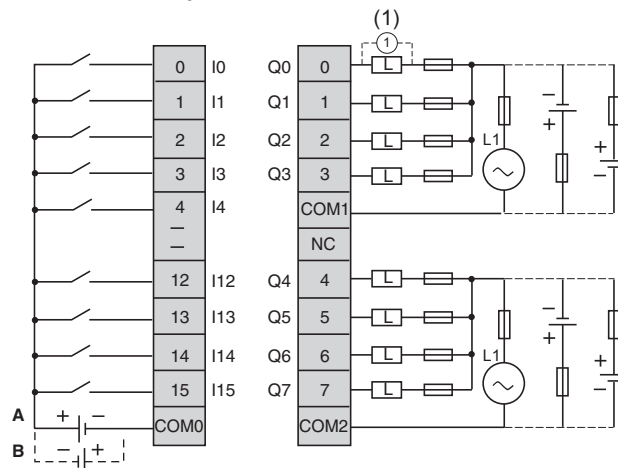 (1)
1
0 I0 Q0 0 L
1 I1 Q1 1 L
2 I2 Q2 2 L L1 − + + −
3 I3 Q3 3 L
4 I4 COM1
— NC
—
12 I12 Q4 4 L
13 I13 Q5 5 L
14 I14 Q6 6 L L1 − + + −
15 I15 Q7 7 L
A + − COM0 COM2
B − +